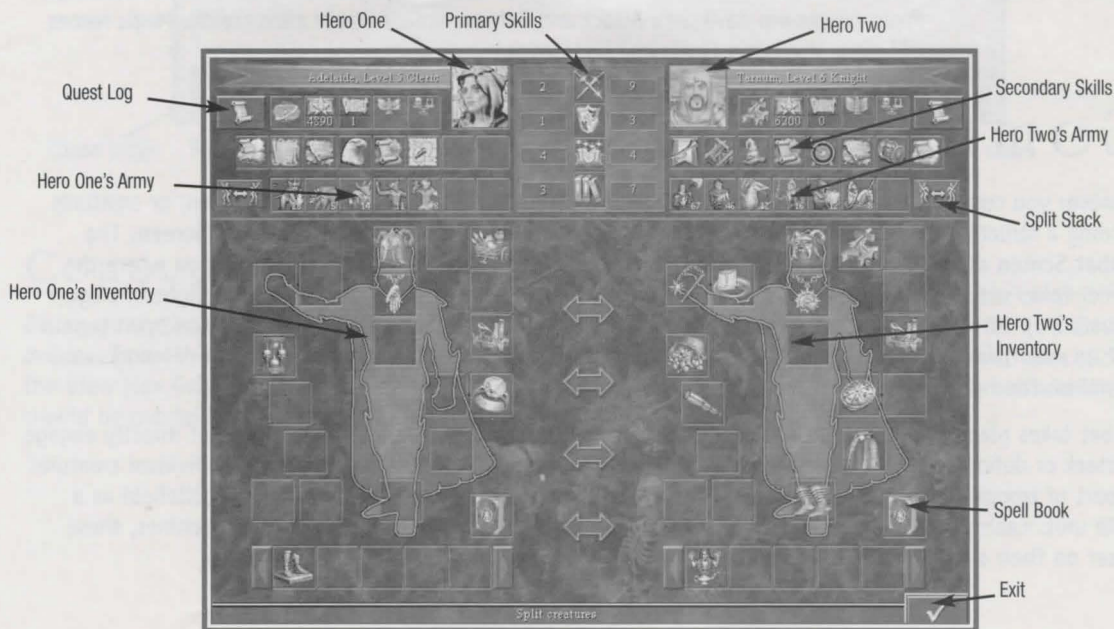 Hero One
Primary Skills
Hero Two
Quest Log
Secondary Skills
Hero Two's Army
Hero One's Army
Split Stack
Hero One's Inventory
Hero Two's
Inventory
Spell Book
Exit
Adelaide, Level 5 Cleric
2
9
Tarnum, Level 6 Knight
4890
1
1
3
6200
0
4
4
3
7
Split creatures